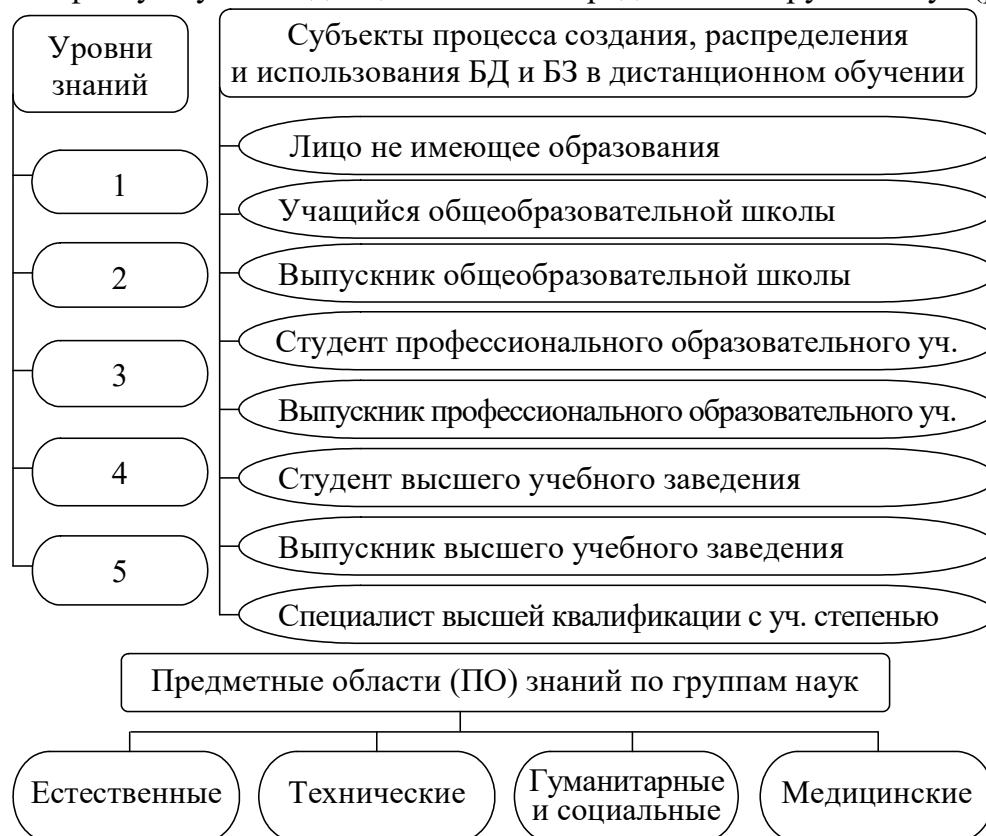 Уровни
знаний
Субъекты процесса создания, распределения
и использования БД и БЗ в дистанционном обучении
1
2
3
4
5
Лицо не имеющее образования
Учащийся общеобразовательной школы
Выпускник общеобразовательной школы
Студент профессионального образовательного уч.
Выпускник профессионального образовательного уч.
Студент высшего учебного заведения
Выпускник высшего учебного заведения
Специалист высшей квалификации с уч. степенью
Предметные области (ПО) знаний по группам наук
Естественные
Технические
Гуманитарные
и социальные
Медицинские